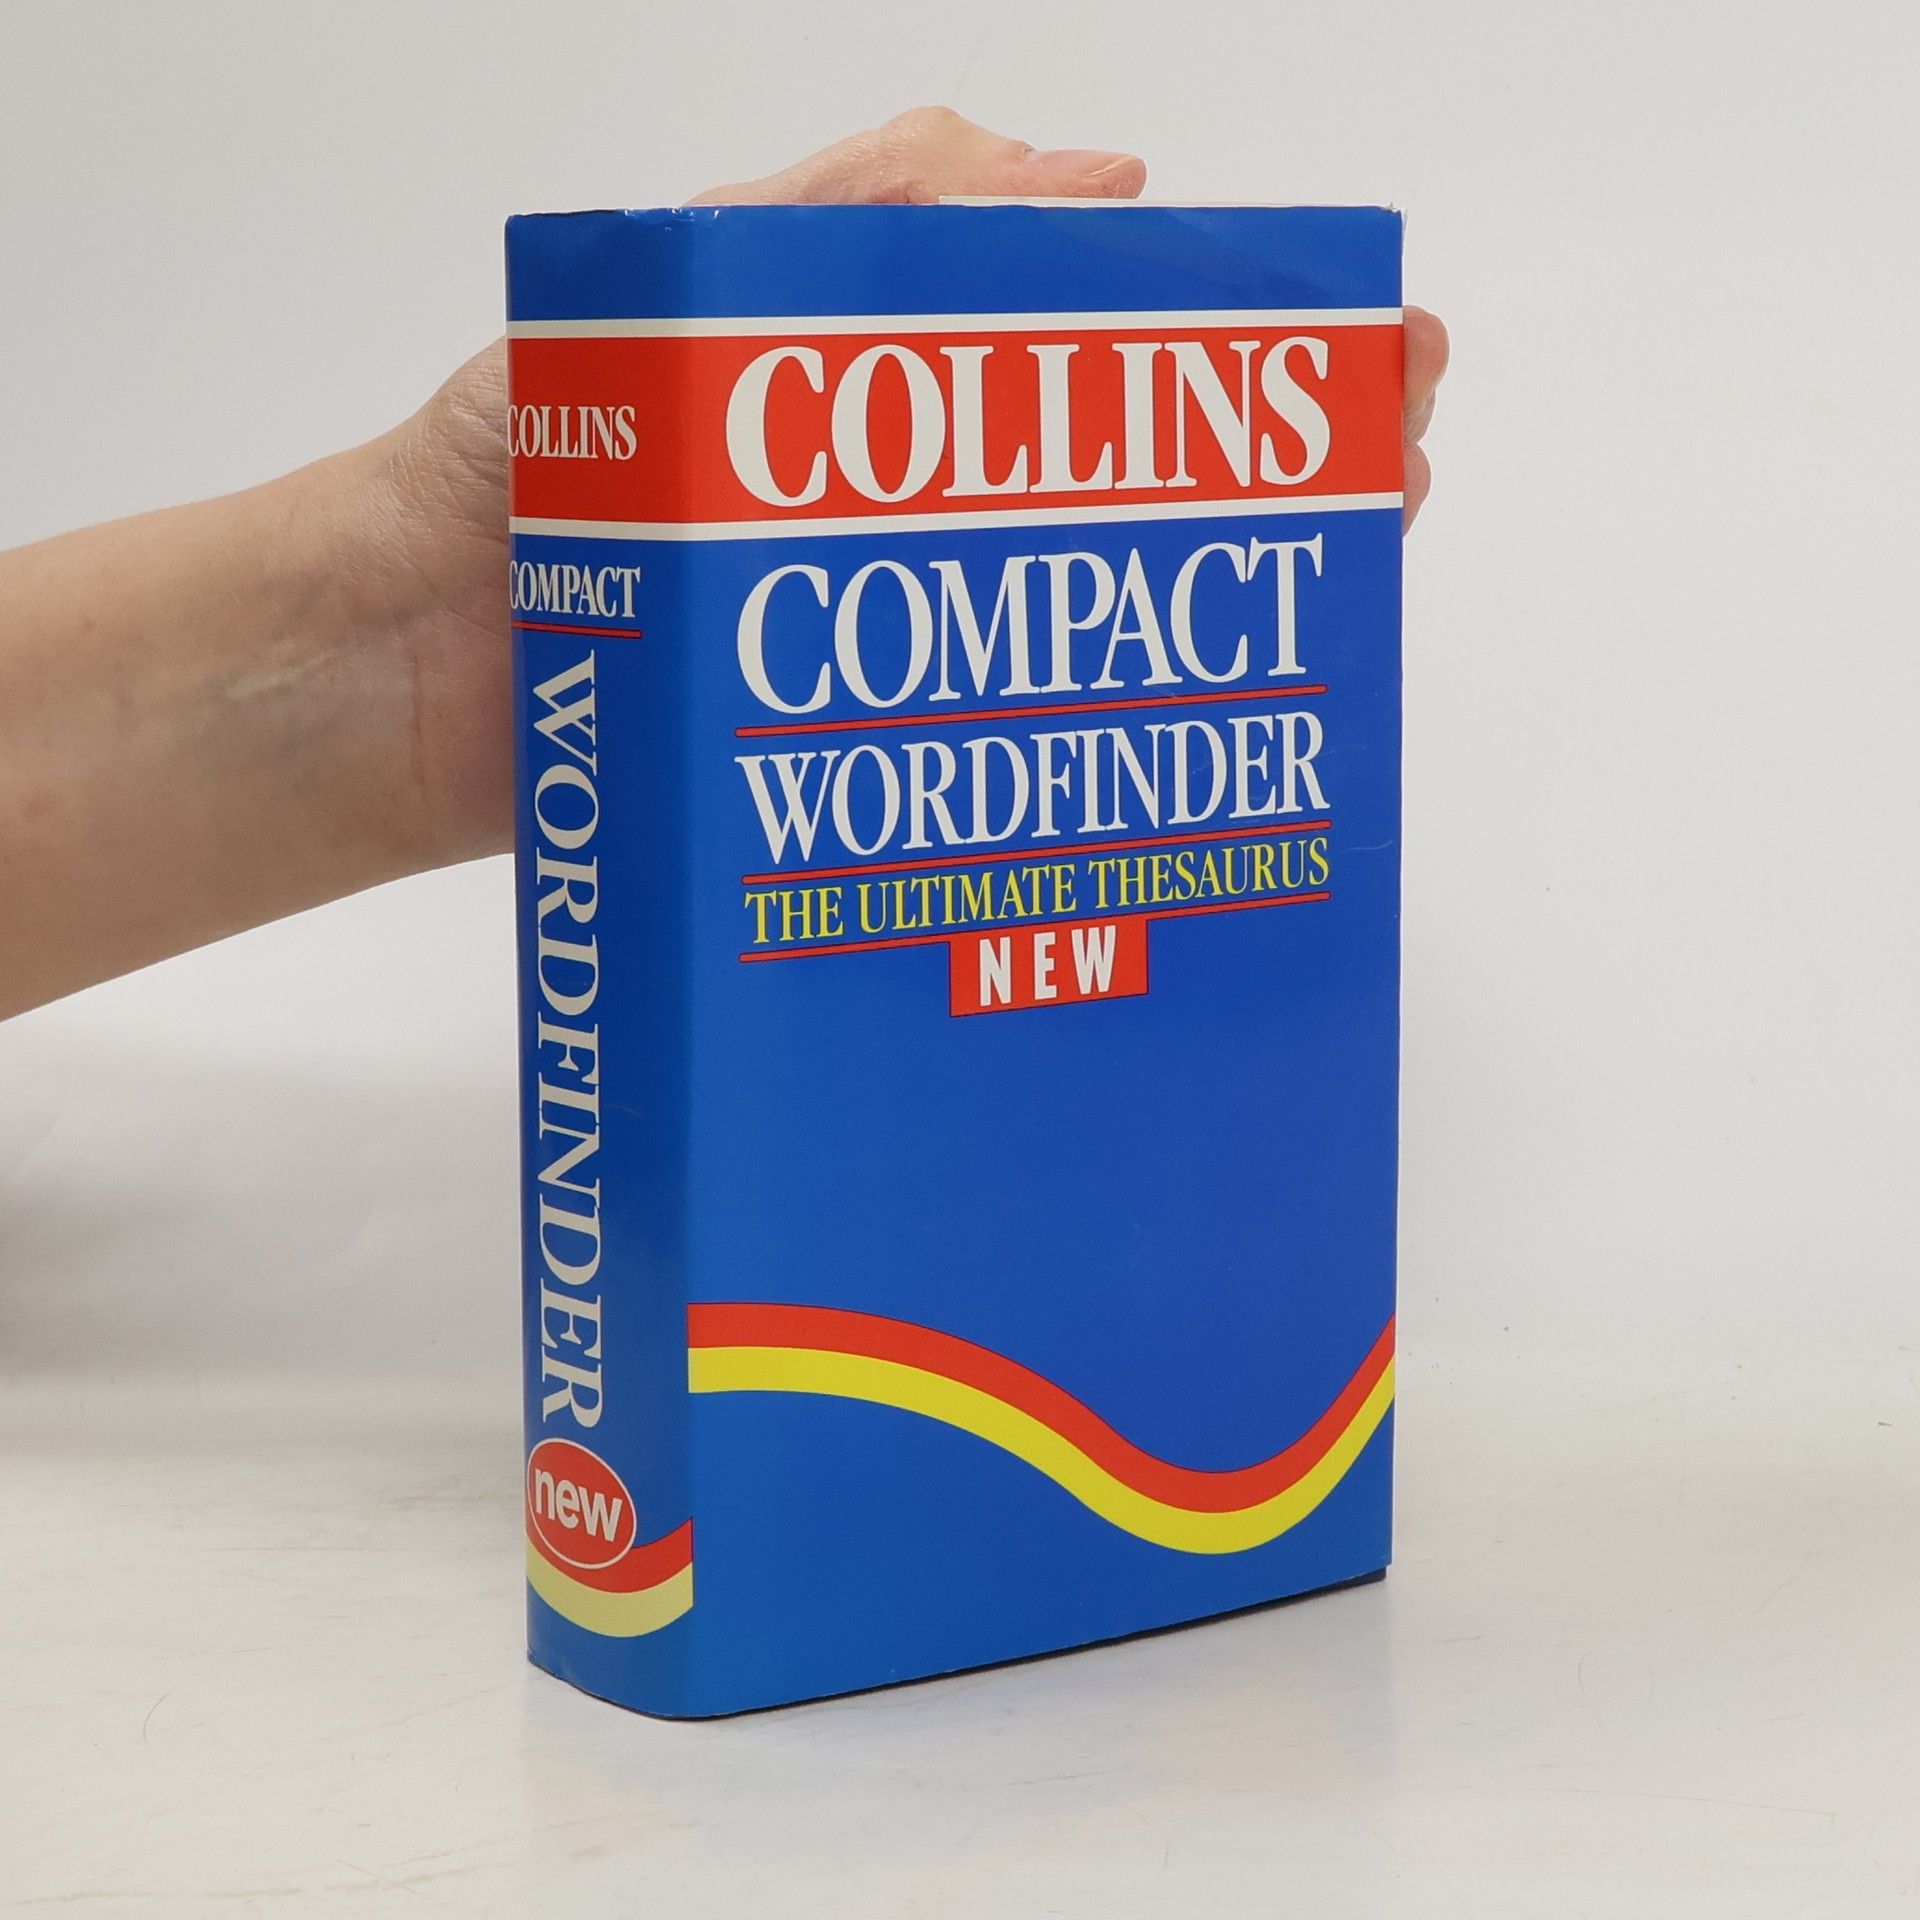 COLLINS
COMPACT
WORDFINDER
new
COLLINS
COMPACT
WORDFINDER
THE ULTIMATE THESAURUS
NEW